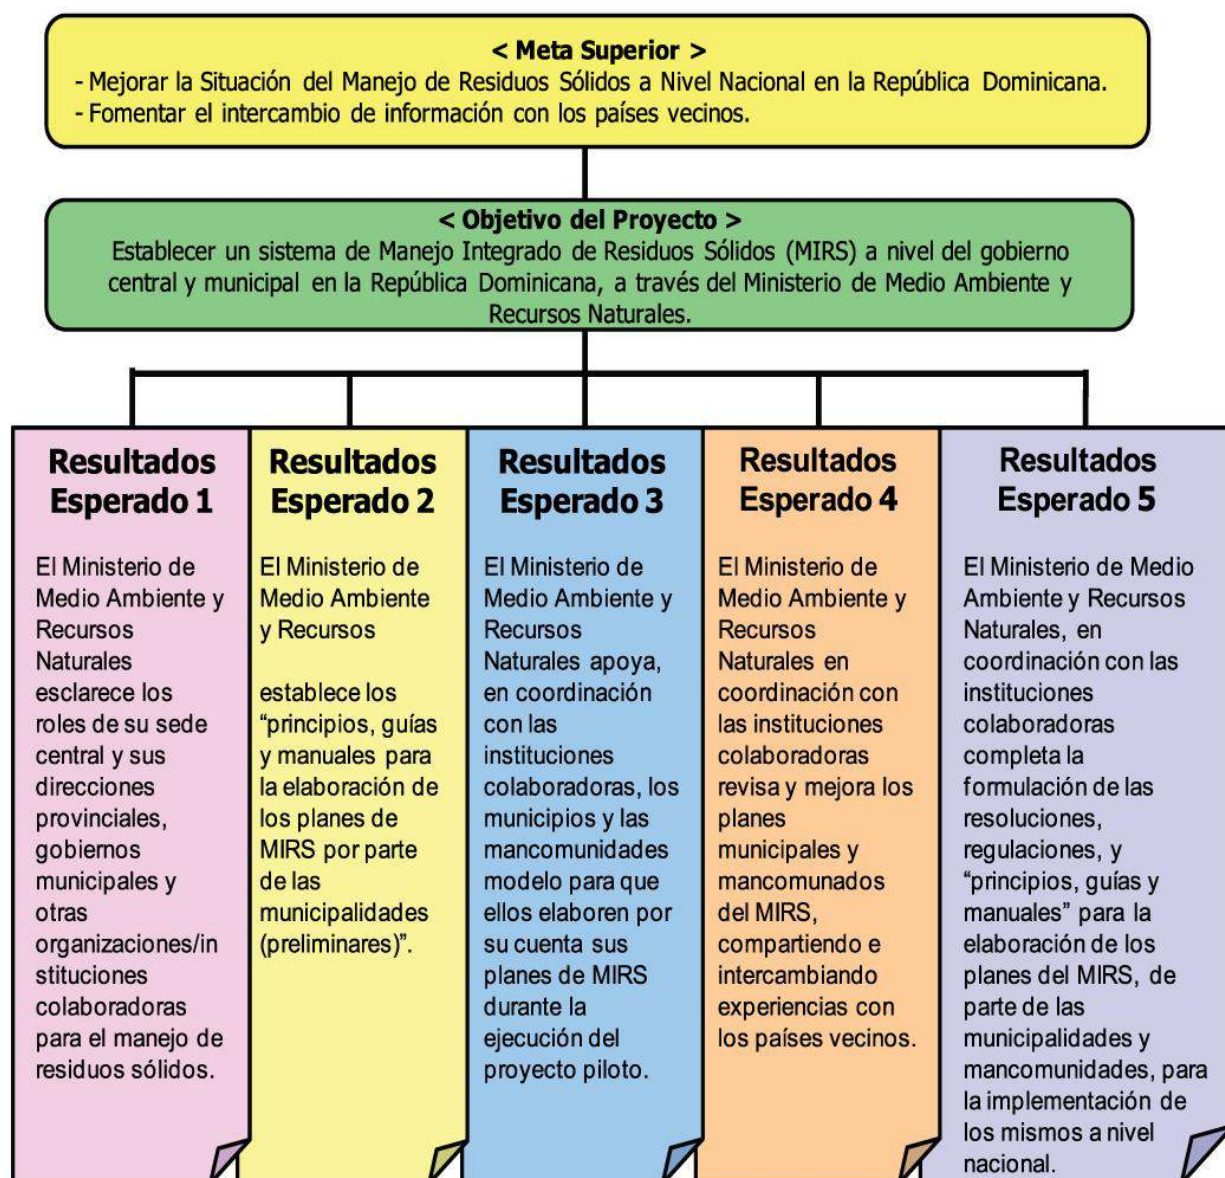 < Meta Superior >
- Mejorar la Situación del Manejo de Residuos Sólidos a Nivel Nacional en la República Dominicana.
- Fomentar el intercambio de información con los países vecinos.
< Objetivo del Proyecto >
Establecer un sistema de Manejo Integrado de Residuos Sólidos (MIRS) a nivel del gobierno
central y municipal en la República Dominicana, a través del Ministerio de Medio Ambiente y
Recursos Naturales.
Resultados
Esperado 1
El Ministerio de
Medio Ambiente y
Recursos
Naturales
esclarece los
roles de su sede
central y sus
direcciones
provinciales,
gobiernos
municipales y
otras
organizaciones/in
stituciones
colaboradoras
para el manejo de
residuos sólidos.
Resultados
Esperado 2
El Ministerio de
Medio Ambiente
y Recursos
establece los
“principios, guías
y manuales para
la elaboración de
los planes de
MIRS por parte
de las
municipalidades
(preliminares)”.
Resultados
Esperado 3
El Ministerio de
Medio Ambiente y
Recursos
Naturales apoya,
en coordinación
con las
instituciones
colaboradoras, los
municipios y las
mancomunidades
modelo para que
ellos elaboren por
su cuenta sus
planes de MIRS
durante la
ejecución del
proyecto piloto.
Resultados
Esperado 4
El Ministerio de
Medio Ambiente y
Recursos
Naturales en
coordinación con
las instituciones
colaboradoras
revisa y mejora los
planes
municipales y
mancomunados
del MIRS,
compartiendo e
intercambiando
experiencias con
los países vecinos.
Resultados
Esperado 5
El Ministerio de Medio
Ambiente y Recursos
Naturales, en
coordinación con las
instituciones
colaboradoras
completa la
formulación de las
resoluciones,
regulaciones, y
“principios, guías y
manuales” para la
elaboración de los
planes del MIRS, de
parte de las
municipalidades y
mancomunidades, para
la implementación de
los mismos a nivel
nacional.